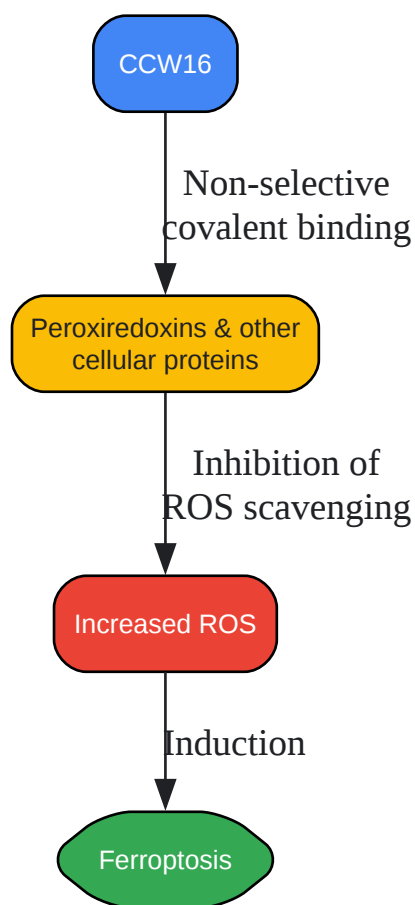 CCW16
Non-selective
covalent binding
Peroxiredoxins & other
cellular proteins
Inhibition of
ROS scavenging
Increased ROS
Induction
Ferroptosis